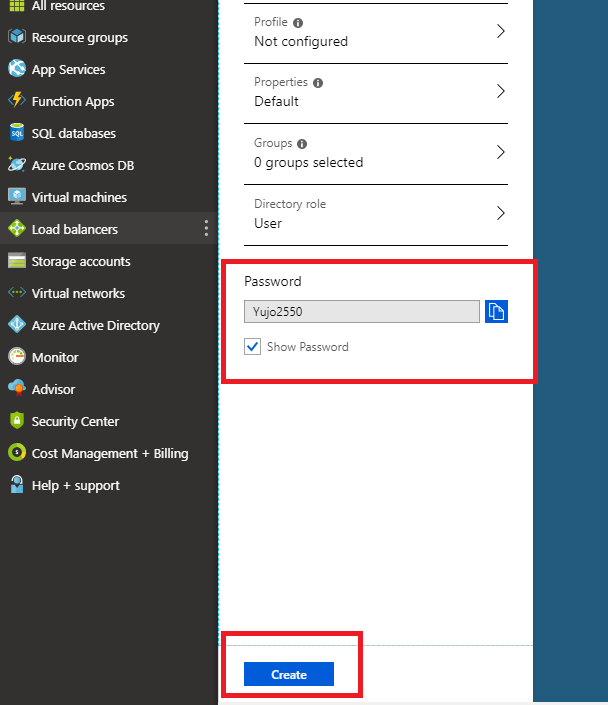 All resources
Resource groups
App Services
Function Apps
SQL databases
Azure Cosmos DB
Virtual machines
Load balancers
Storage accounts
Virtual networks
Azure Active Directory
Monitor
Advisor
Security Center
Cost Management + Billing
Help + support
Profile
Not configured
Properties
Default
Groups
0 groups selected
Directory role
User
Password
Yujo2550
Show Password
Create